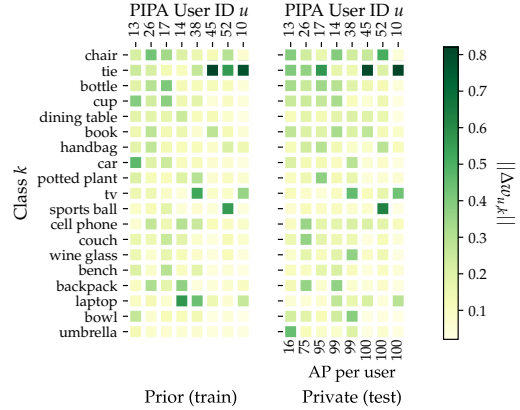 PIPA User ID u
PIPA User ID u
13 26 17 14 38 45 52 10
13 26 17 14 38 45 52 10
chair
tie
bottle
cup
dining table
book
handbag
car
potted plant
tv
sports ball
cell phone
couch
wine glass
bench
backpack
laptop
bowl
umbrella
Class k
16 75 95 99 99 100 100 100
AP per user
Prior (train)
Private (test)
0.8
0.7
0.6
0.5
0.4
0.3
0.2
0.1
||Δw_{u,k}||